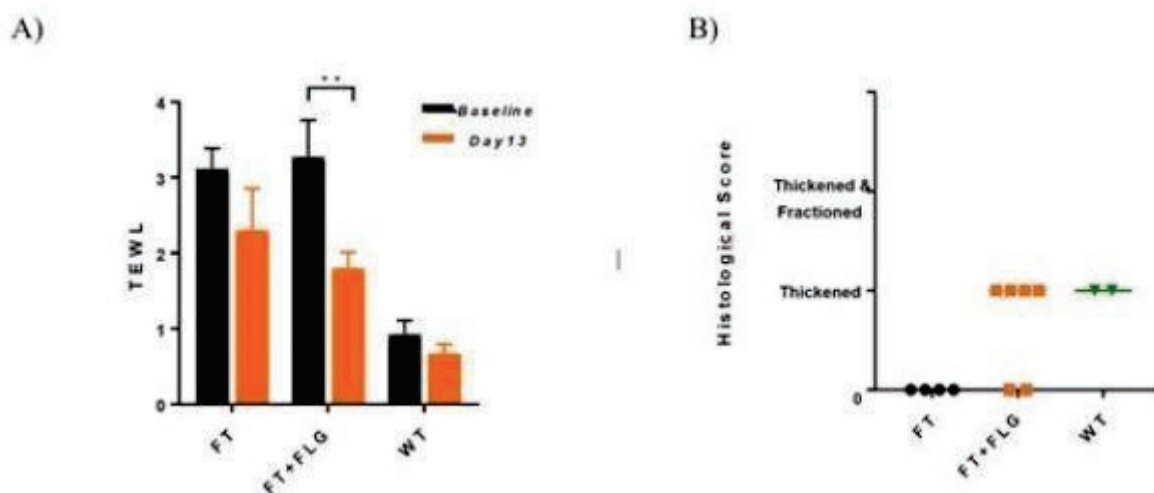 A)
B)
* *
4
3
2
1
0
TEWL
Baseline
Day13
FT
FT+FLG
WT
Histological Score
Thickened &
Fractioned
Thickened
0
FT
FT+FLG
WT